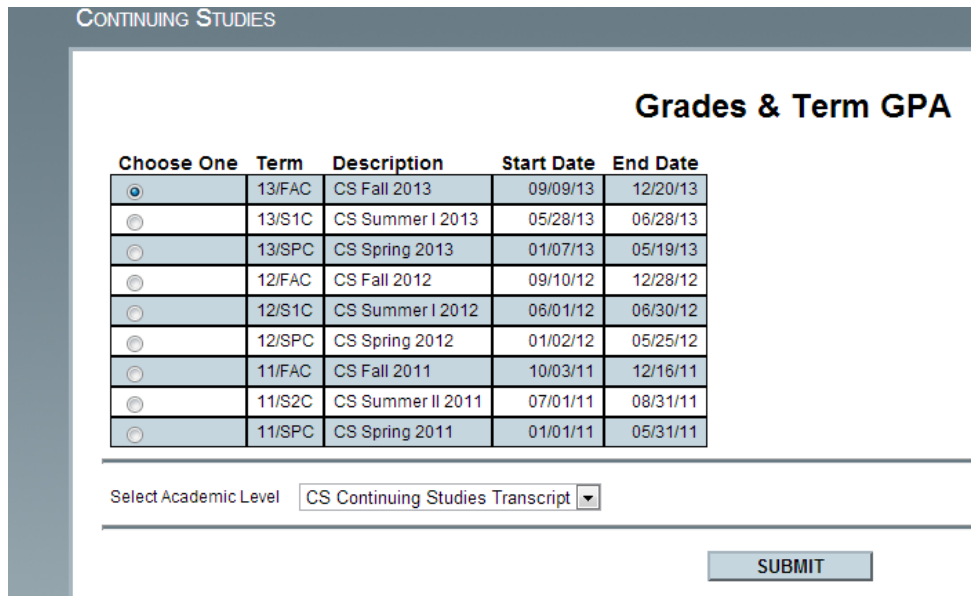 CONTINUING STUDIES
Grades & Term GPA
Choose One Term Description Start Date End Date
13/FAC CS Fall 2013 09/09/13 12/20/13
13/S1C CS Summer I 2013 05/28/13 06/28/13
13/SPC CS Spring 2013 01/07/13 05/19/13
12/FAC CS Fall 2012 09/10/12 12/28/12
12/S1C CS Summer I 2012 06/01/12 06/30/12
12/SPC CS Spring 2012 01/02/12 05/25/12
11/FAC CS Fall 2011 10/03/11 12/16/11
11/S2C CS Summer II 2011 07/01/11 08/31/11
11/SPC CS Spring 2011 01/01/11 05/31/11
Select Academic Level CS Continuing Studies Transcript
SUBMIT